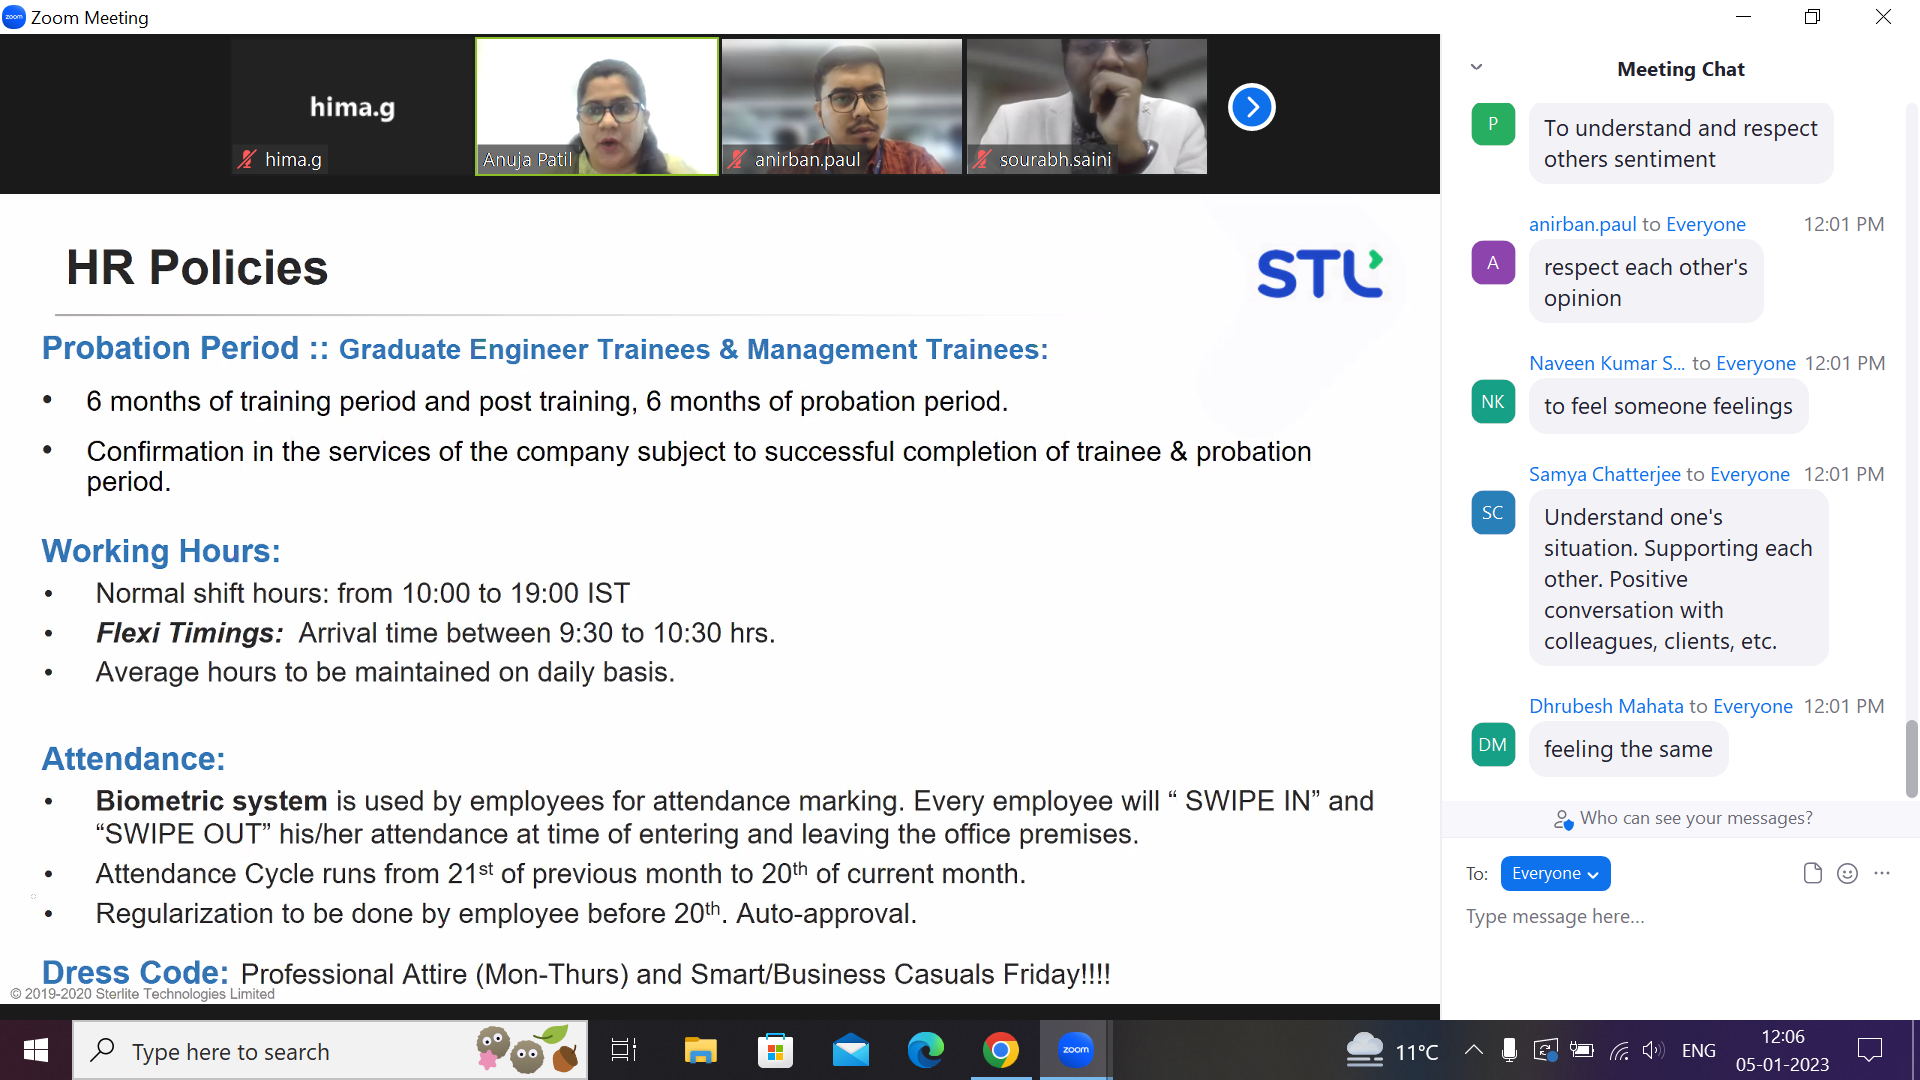 zoom Zoom Meeting
hima.g
hima.g
Anuja Patil
anirban.paul
sourabh.saini
HR Policies
STL
Probation Period :: Graduate Engineer Trainees & Management Trainees:
• 6 months of training period and post training, 6 months of probation period.
• Confirmation in the services of the company subject to successful completion of trainee & probation
period.
Working Hours:
• Normal shift hours: from 10:00 to 19:00 IST
• Flexi Timings: Arrival time between 9:30 to 10:30 hrs.
• Average hours to be maintained on daily basis.
Attendance:
• Biometric system is used by employees for attendance marking. Every employee will “ SWIPE IN” and
“SWIPE OUT” his/her attendance at time of entering and leaving the office premises.
• Attendance Cycle runs from 21st of previous month to 20th of current month.
• Regularization to be done by employee before 20th. Auto-approval.
Dress Code: Professional Attire (Mon-Thurs) and Smart/Business Casuals Friday!!!!
© 2019-2020 Sterlite Technologies Limited
Meeting Chat
P
To understand and respect
others sentiment
anirban.paul to Everyone 12:01 PM
A
respect each other's
opinion
Naveen Kumar S... to Everyone 12:01 PM
NK
to feel someone feelings
Samya Chatterjee to Everyone 12:01 PM
SC
Understand one's
situation. Supporting each
other. Positive
conversation with
colleagues, clients, etc.
Dhrubesh Mahata to Everyone 12:01 PM
DM
feeling the same
Who can see your messages?
To: Everyone
Type message here...
Type here to search
zoom
11°C
ENG
12:06
05-01-2023